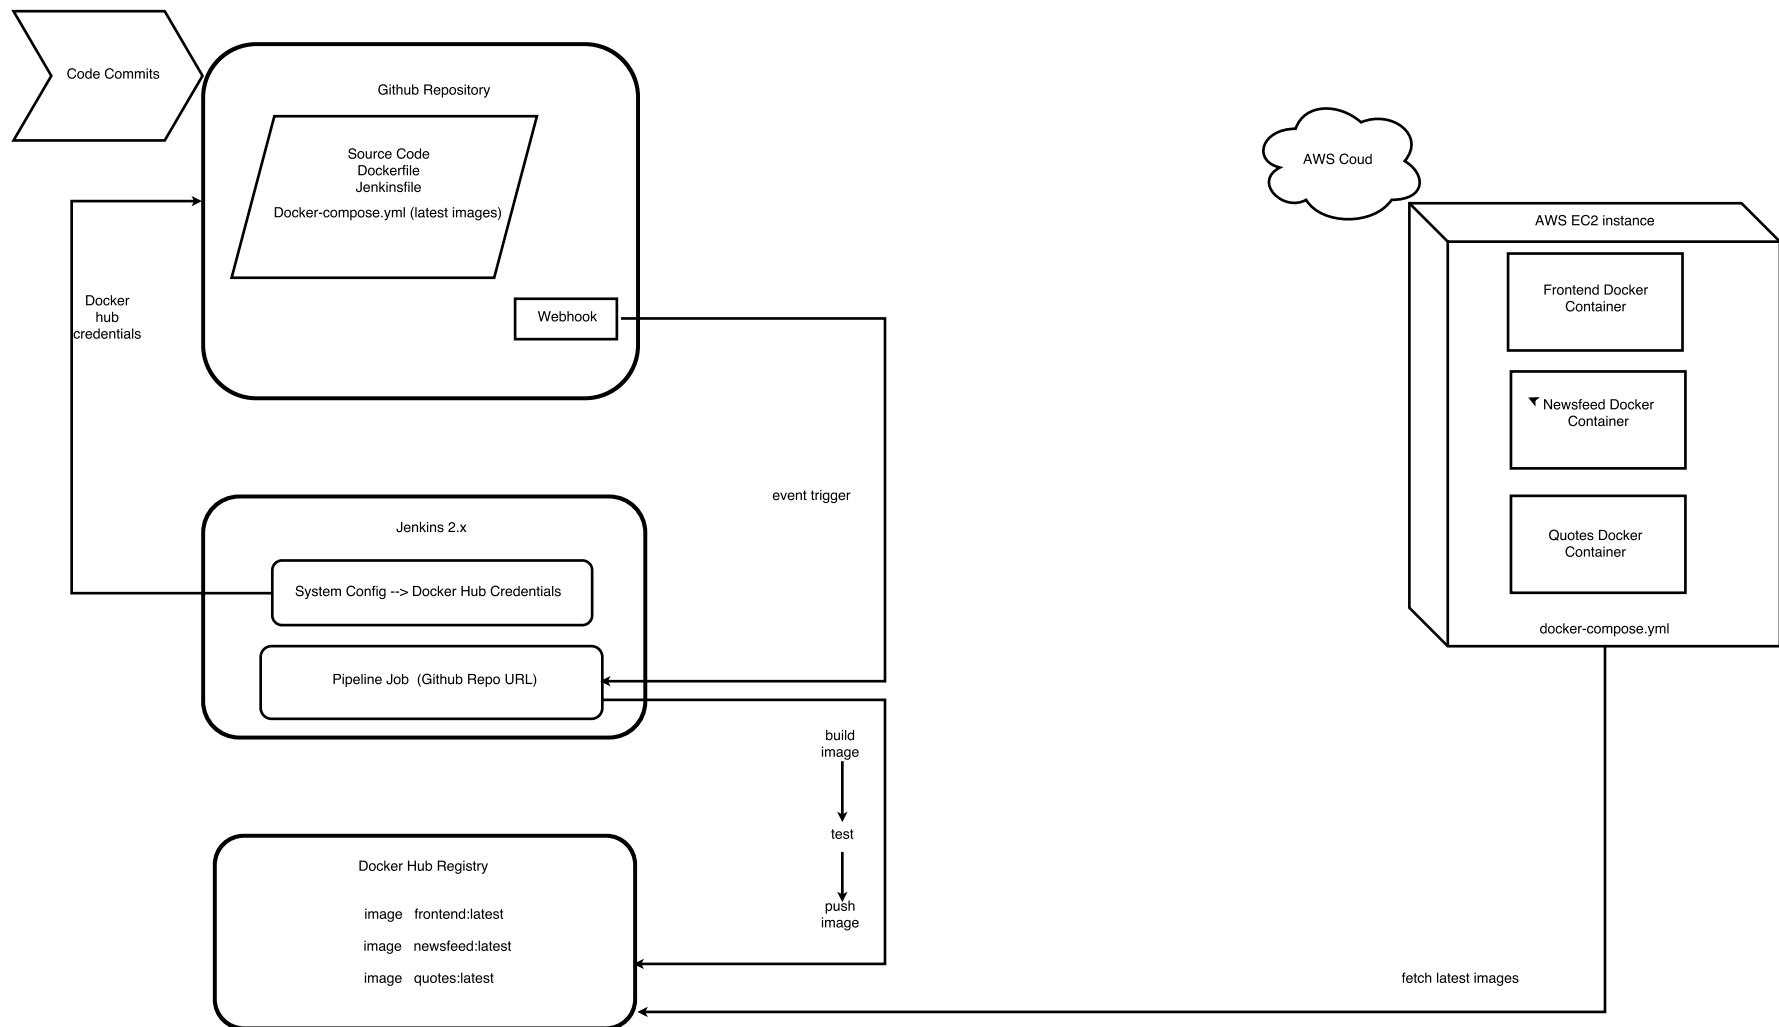 Code Commits
Github Repository
Source Code
Dockerfile
Jenkinsfile
Docker-compose.yml (latest images)
Webhook
Docker
hub
credentials
event trigger
Jenkins 2.x
System Config --> Docker Hub Credentials
Pipeline Job (Github Repo URL)
build
image
test
push
image
Docker Hub Registry
image frontend:latest
image newsfeed:latest
image quotes:latest
AWS Coud
AWS EC2 instance
Frontend Docker
Container
Newsfeed Docker
Container
Quotes Docker
Container
docker-compose.yml
fetch latest images